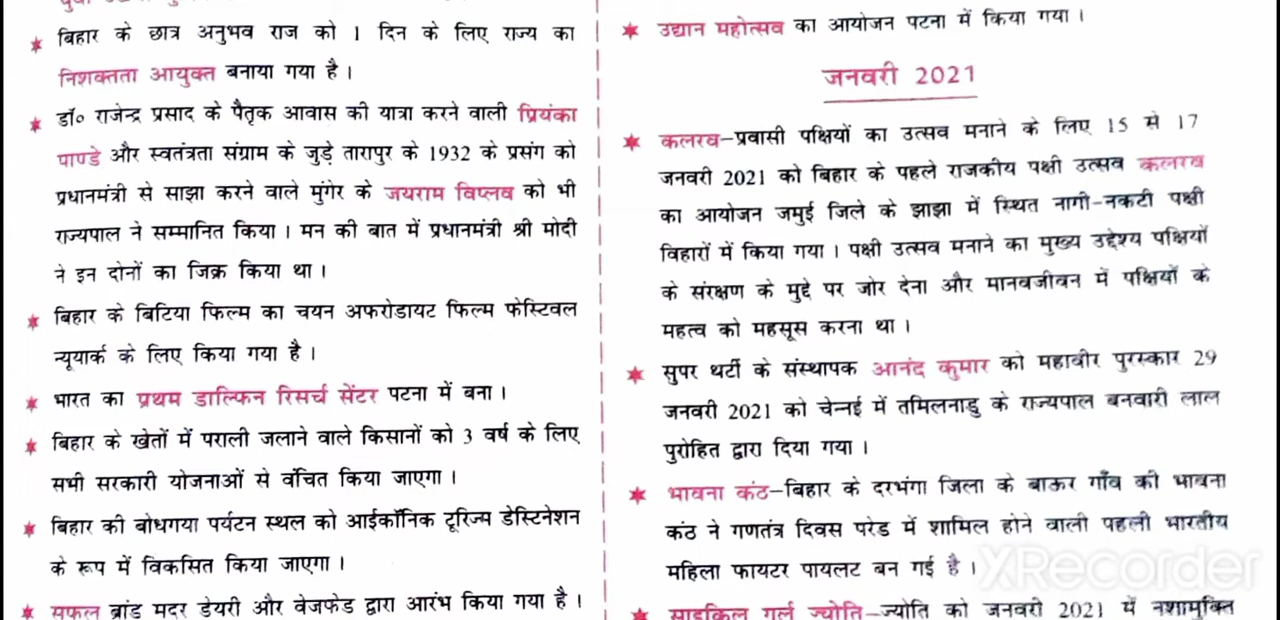 ★ बिहार के छात्र अनुभव राज को 1 दिन के लिए राज्य का
निशक्तता आयुक्त बनाया गया है।
★ डॉ० राजेन्द्र प्रसाद के पैतृक आवास की यात्रा करने वाली प्रियंका
पाण्डे और स्वतंत्रता संग्राम के जुड़े तारापुर के 1932 के प्रसंग को
प्रधानमंत्री से साझा करने वाले मुंगेर के जयराम विप्लव को भी
राज्यपाल ने सम्मानित किया। मन की बात में प्रधानमंत्री श्री मोदी
ने इन दोनों का जिक्र किया था।
★ बिहार के बिटिया फिल्म का चयन अफरोडायट फिल्म फेस्टिवल
न्यूयार्क के लिए किया गया है।
★ भारत का प्रथम डाल्फिन रिसर्च सेंटर पटना में बना।
★ बिहार के खेतों में पराली जलाने वाले किसानों को 3 वर्ष के लिए
सभी सरकारी योजनाओं से वंचित किया जाएगा।
★ बिहार की बोधगया पर्यटन स्थल को आईकॉनिक टूरिज्म डेस्टिनेशन
के रूप में विकसित किया जाएगा।
★ सफल ब्रांड मदर डेयरी और वेजफेड द्वारा आरंभ किया गया है।
★ उद्यान महोत्सव का आयोजन पटना में किया गया।
जनवरी 2021
★ कलरव–प्रवासी पक्षियों का उत्सव मनाने के लिए 15 से 17
जनवरी 2021 को बिहार के पहले राजकीय पक्षी उत्सव कलरव
का आयोजन जमुई जिले के झाझा में स्थित नागी-नकटी पक्षी
विहारों में किया गया। पक्षी उत्सव मनाने का मुख्य उद्देश्य पक्षियों
के संरक्षण के मुद्दे पर जोर देना और मानवजीवन में पक्षियों के
महत्व को महसूस करना था।
★ सुपर थर्टी के संस्थापक आनंद कुमार को महावीर पुरस्कार 29
जनवरी 2021 को चेन्नई में तमिलनाडु के राज्यपाल बनवारी लाल
पुरोहित द्वारा दिया गया।
★ भावना कंठ–बिहार के दरभंगा जिला के बाऊर गाँव की भावना
कंठ ने गणतंत्र दिवस परेड में शामिल होने वाली पहली भारतीय
महिला फायटर पायलट बन गई है।
XRecorder
★ साइकिल गर्ल ज्योति–ज्योति को जनवरी 2021 में नशामुक्ति